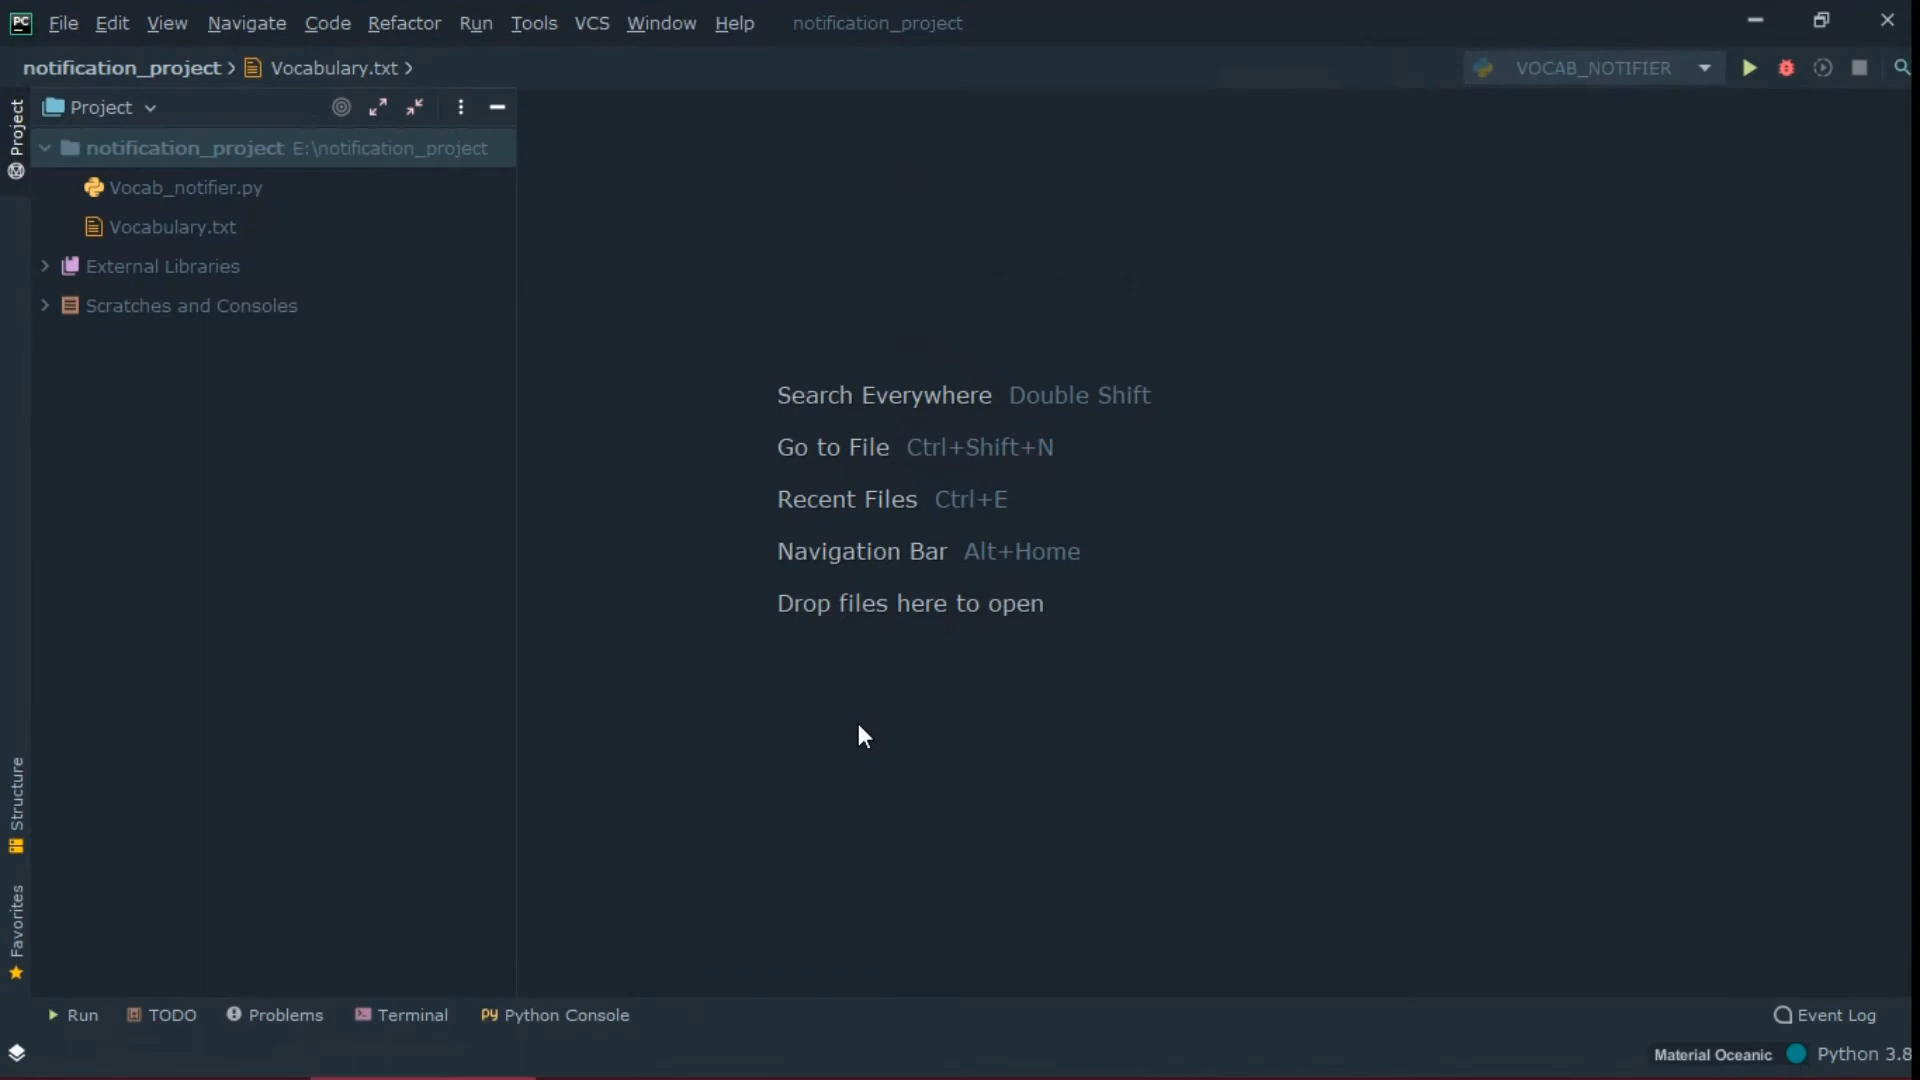 PC File Edit View Navigate Code Refactor Run Tools VCS Window Help notification_project
notification_project Vocabulary.txt VOCAB_NOTIFIER
Project
Project
notification_project E:\notification_project
Vocab_notifier.py
Vocabulary.txt
External Libraries
Scratches and Consoles
Search Everywhere Double Shift
Go to File Ctrl+Shift+N
Recent Files Ctrl+E
Navigation Bar Alt+Home
Drop files here to open
Structure
Favorites
Run TODO Problems Terminal Python Console Event Log
Material Oceanic Python 3.8